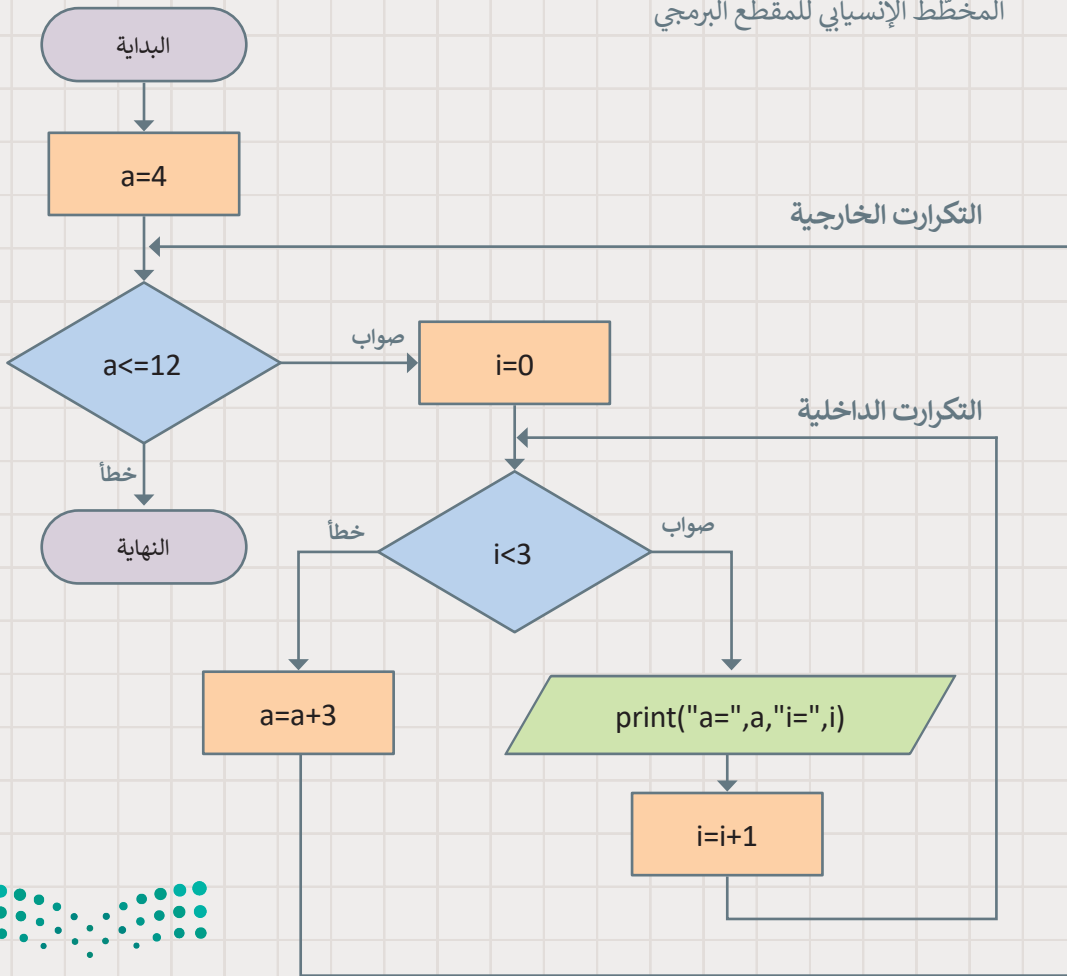 المخطّط الإنسيابي للمقطع البرمجي
البداية
a=4
التكرارت الخارجية
a<=12
صواب
i=0
التكرارت الداخلية
خطأ
النهاية
i<3
خطأ
صواب
a=a+3
print("a=",a,"i=",i)
i=i+1